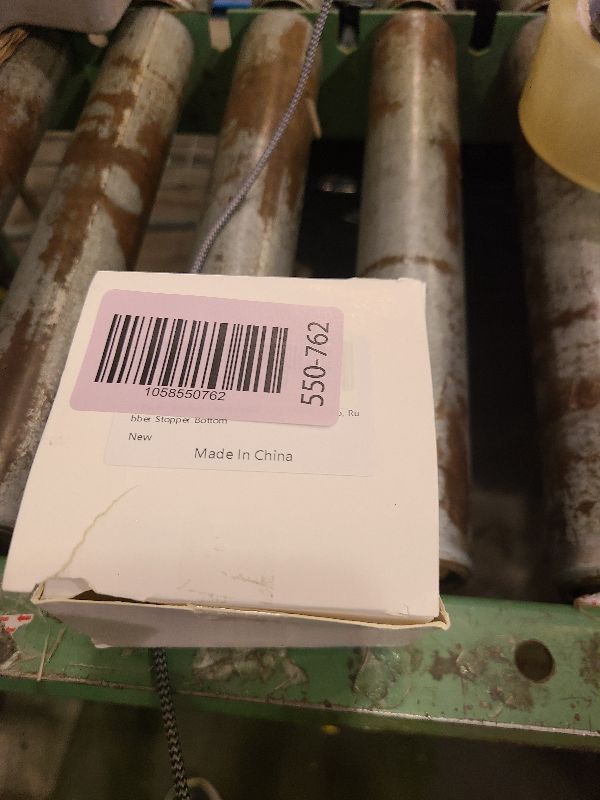 1058550762
550-762
Ru
bber Stopper Bottom
New
Made In China